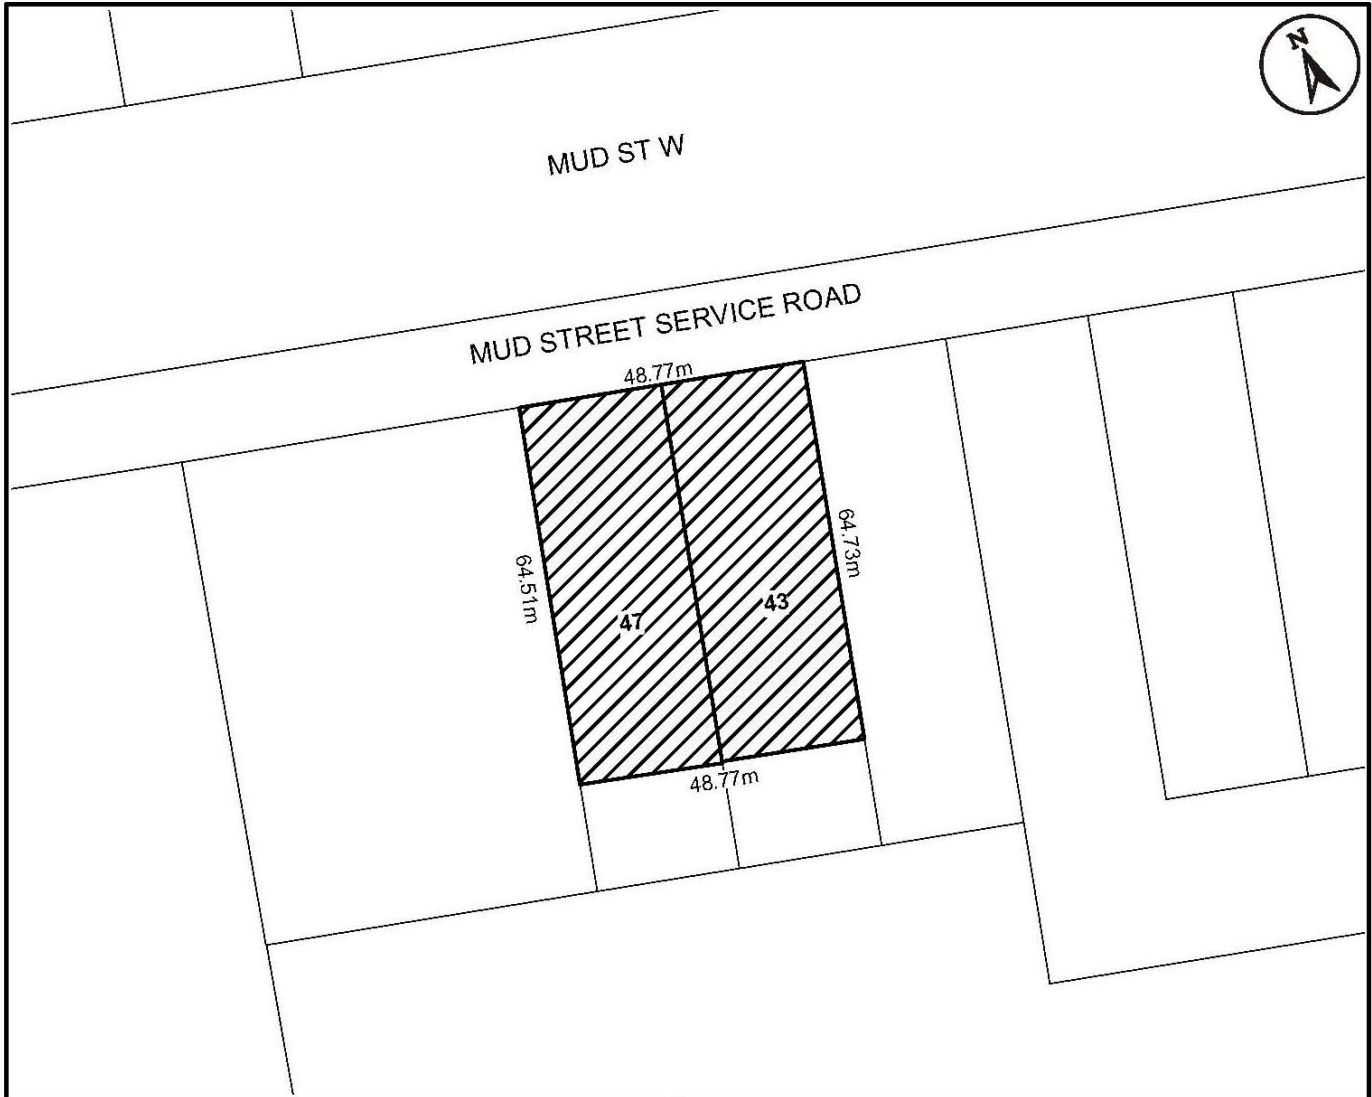 N
MUD ST W
MUD STREET SERVICE ROAD
48.77m
64.51m
64.73m
47
43
48.77m